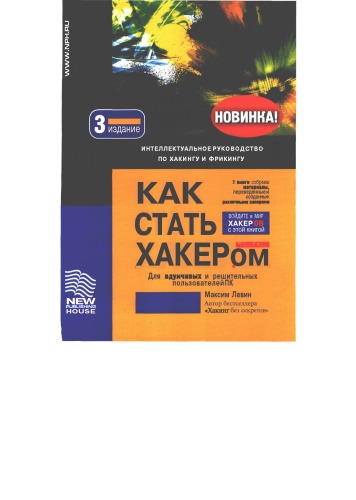 WWW.NPH.RU
3 издание
НОВИНКА!
ИНТЕЛЛЕКТУАЛЬНОЕ РУКОВОДСТВО
ПО ХАКИНГУ И ФРИКИНГУ
КАК
СТАТЬ
ХАКЕРом
материалы,
ВОЙДИТЕ в МИР
ХАКЕРОВ
С ЭТОЙ КНИГОЙ
Для вдумчивых и решительных
пользователей ПК
Максим Левин
Автор бестселлера
«Хакинг без секретов»
NEW
PUBLISHING
HOUSE